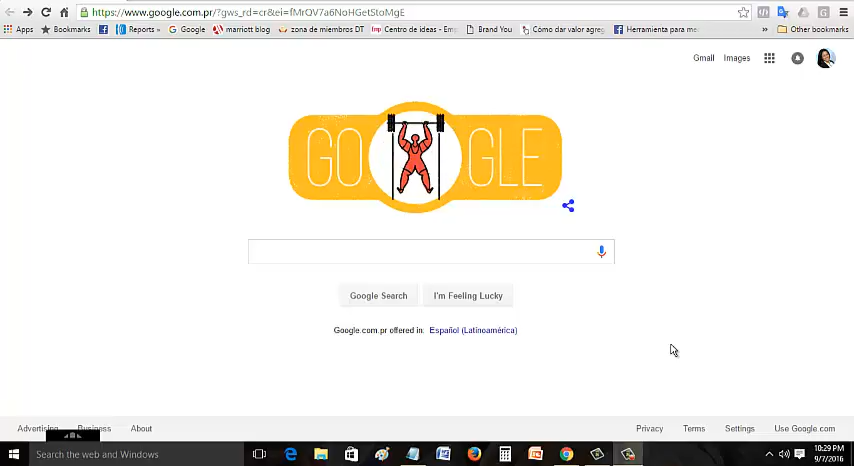 https://www.google.com.pr/?gws_rd=cr&ei=fMrQV7a6NoHGetStoMgE
Apps Bookmarks Reports » Google marriott blog zona de miembros DT Centro de ideas - Emp Brand You Cómo dar valor agreg Herramienta para me » Other bookmarks
Gmail Images
GO GLE
Google Search I'm Feeling Lucky
Google.com.pr offered in: Español (Latinoamérica)
Advertising Business About Privacy Terms Settings Use Google.com
Search the web and Windows
10:29 PM
9/7/2016